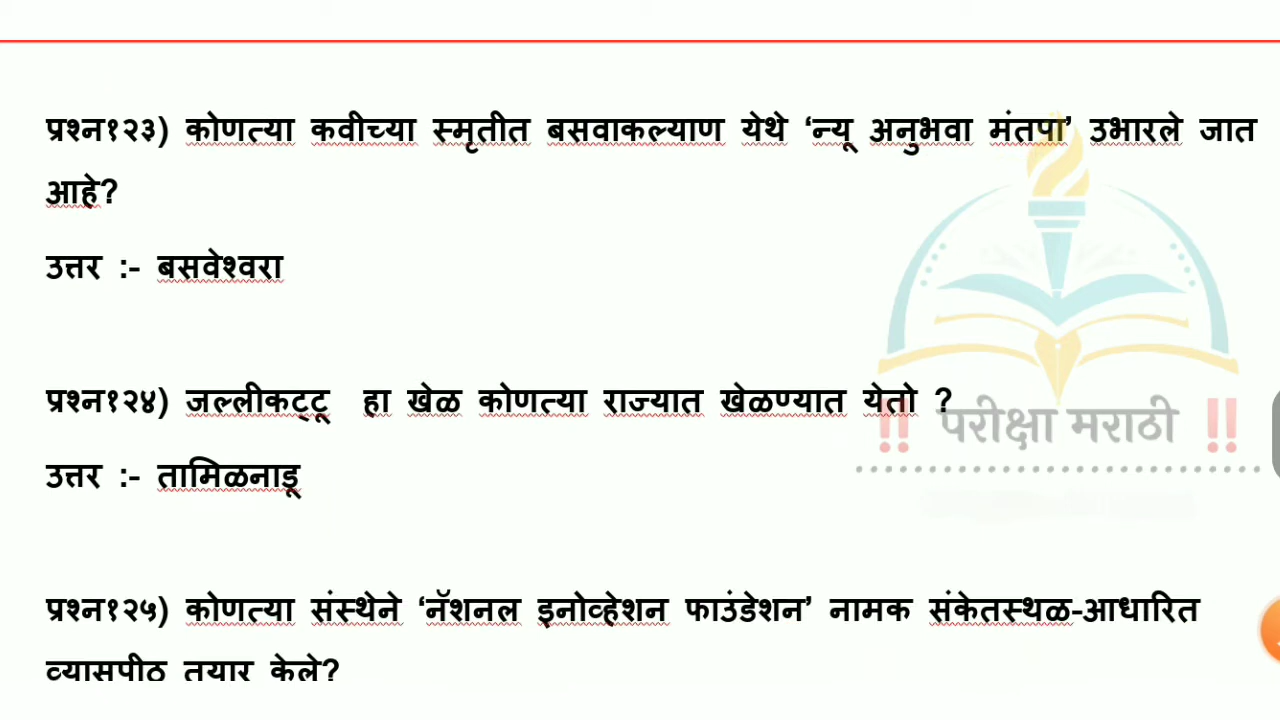 प्रश्न१२३) कोणत्या कवीच्या स्मृतीत बसवाकल्याण येथे ‘न्यू अनुभवा मंतपा’ उभारले जात
आहे?
उत्तर :- बसवेश्वरा
प्रश्न१२४) जल्लीकट्टू हा खेळ कोणत्या राज्यात खेळण्यात येतो ?
‼ परीक्षा मराठी ‼
उत्तर :- तामिळनाडू
प्रश्न१२५) कोणत्या संस्थेने ‘नॅशनल इनोव्हेशन फाउंडेशन’ नामक संकेतस्थळ-आधारित
व्यासपीठ तयार केले?